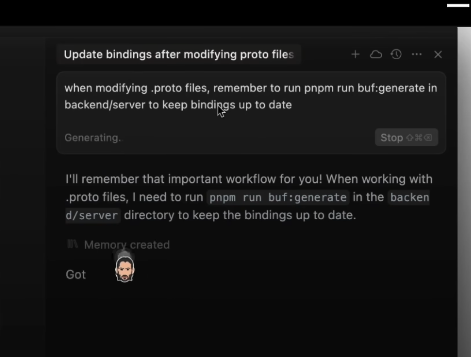 Update bindings after modifying proto files
when modifying .proto files, remember to run pnpm run buf:generate in
backend/server to keep bindings up to date
Generating.
Stop ⇧⌘⌫
I'll remember that important workflow for you! When working with
.proto files, I need to run pnpm run buf:generate in the backen
d/server directory to keep the bindings up to date.
Memory created
Got